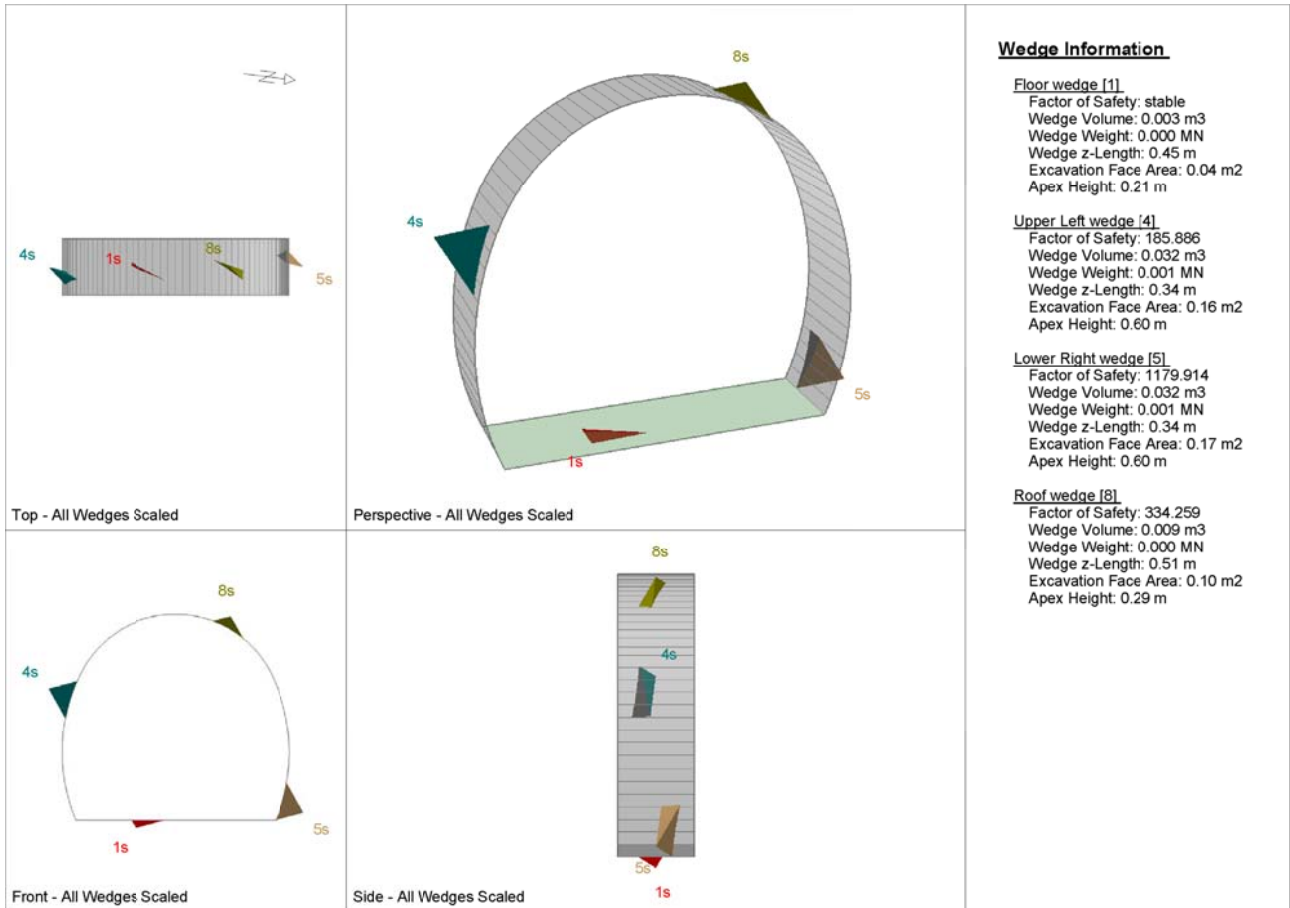 Z
4s
1s
8s
5s
Top - All Wedges Scaled
8s
4s
5s
1s
Perspective - All Wedges Scaled
8s
4s
5s
1s
Front - All Wedges Scaled
8s
4s
5s
1s
Side - All Wedges Scaled
Wedge Information
Floor wedge [1]
Factor of Safety: stable
Wedge Volume: 0.003 m3
Wedge Weight: 0.000 MN
Wedge z-Length: 0.45 m
Excavation Face Area: 0.04 m2
Apex Height: 0.21 m
Upper Left wedge [4]
Factor of Safety: 185.886
Wedge Volume: 0.032 m3
Wedge Weight: 0.001 MN
Wedge z-Length: 0.34 m
Excavation Face Area: 0.16 m2
Apex Height: 0.60 m
Lower Right wedge [5]
Factor of Safety: 1179.914
Wedge Volume: 0.032 m3
Wedge Weight: 0.001 MN
Wedge z-Length: 0.34 m
Excavation Face Area: 0.17 m2
Apex Height: 0.60 m
Roof wedge [8]
Factor of Safety: 334.259
Wedge Volume: 0.009 m3
Wedge Weight: 0.000 MN
Wedge z-Length: 0.51 m
Excavation Face Area: 0.10 m2
Apex Height: 0.29 m